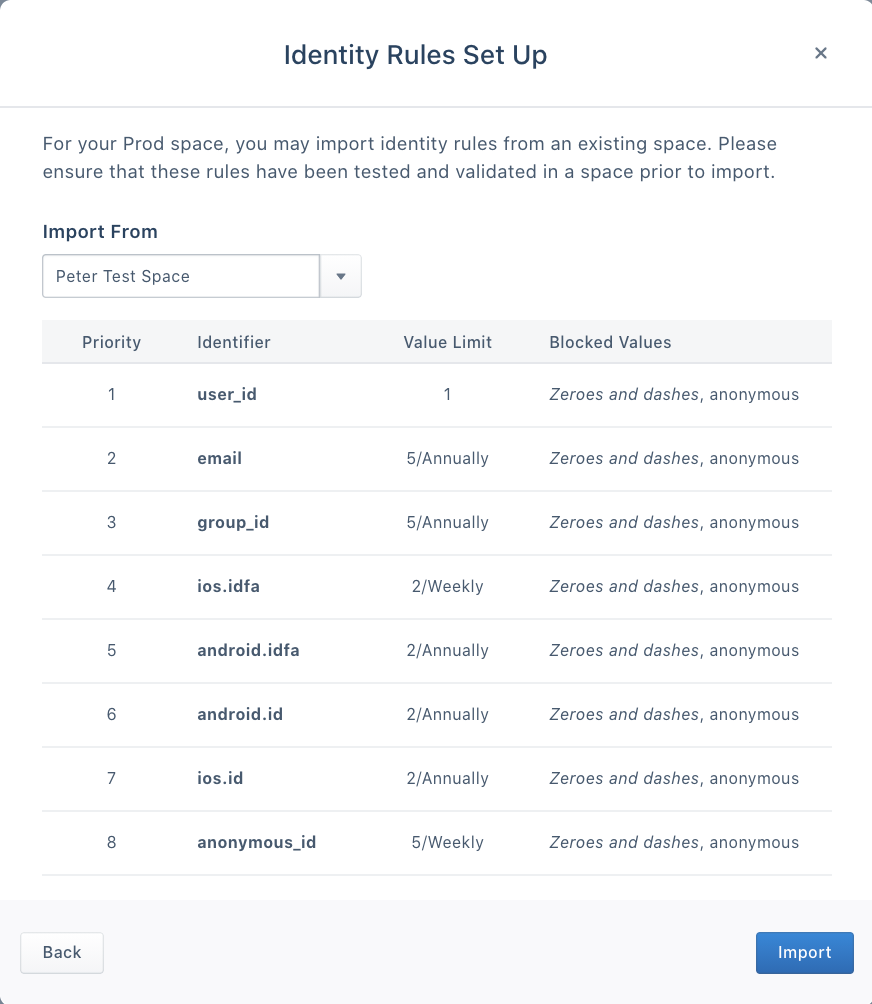 Identity Rules Set Up
×
For your Prod space, you may import identity rules from an existing space. Please
ensure that these rules have been tested and validated in a space prior to import.
Import From
Peter Test Space
Priority Identifier Value Limit Blocked Values
1 user_id 1 Zeroes and dashes, anonymous
2 email 5/Annually Zeroes and dashes, anonymous
3 group_id 5/Annually Zeroes and dashes, anonymous
4 ios.idfa 2/Weekly Zeroes and dashes, anonymous
5 android.idfa 2/Annually Zeroes and dashes, anonymous
6 android.id 2/Annually Zeroes and dashes, anonymous
7 ios.id 2/Annually Zeroes and dashes, anonymous
8 anonymous_id 5/Weekly Zeroes and dashes, anonymous
Back Import